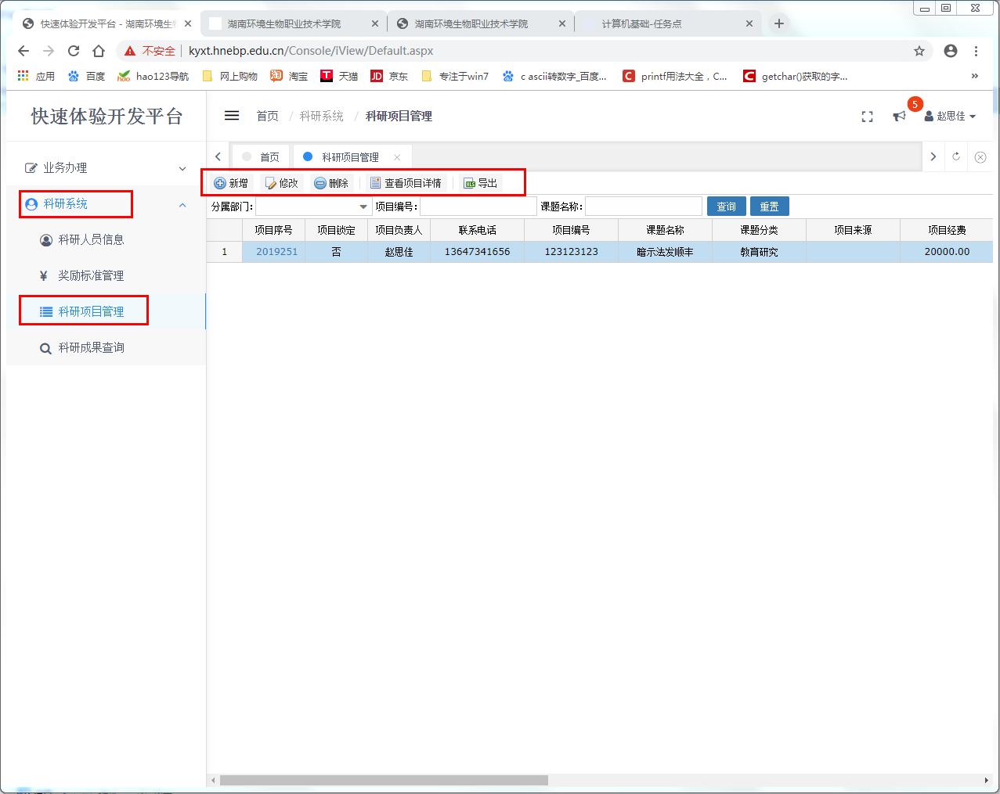 快速体验开发平台 - 湖南环境生
湖南环境生物职业技术学院
湖南环境生物职业技术学院
计算机基础-任务点
不安全 kyxt.hnebp.edu.cn/Console/iView/Default.aspx
应用 百度 hao123导航 网上购物 淘宝 天猫 京东 专注于win7 c ascii转数字_百度... printf用法大全，C... getchar()获取的字... »
快速体验开发平台
首页 / 科研系统 / 科研项目管理
5
赵思佳
首页 科研项目管理
业务办理
科研系统
科研人员信息
¥ 奖励标准管理
科研项目管理
科研成果查询
新增 修改 删除 查看项目详情 导出
分属部门: 项目编号: 课题名称: 查询 重置
项目序号 项目锁定 项目负责人 联系电话 项目编号 课题名称 课题分类 项目来源 项目经费
1 2019251 否 赵思佳 13647341656 123123123 暗示法发顺丰 教育研究 20000.00